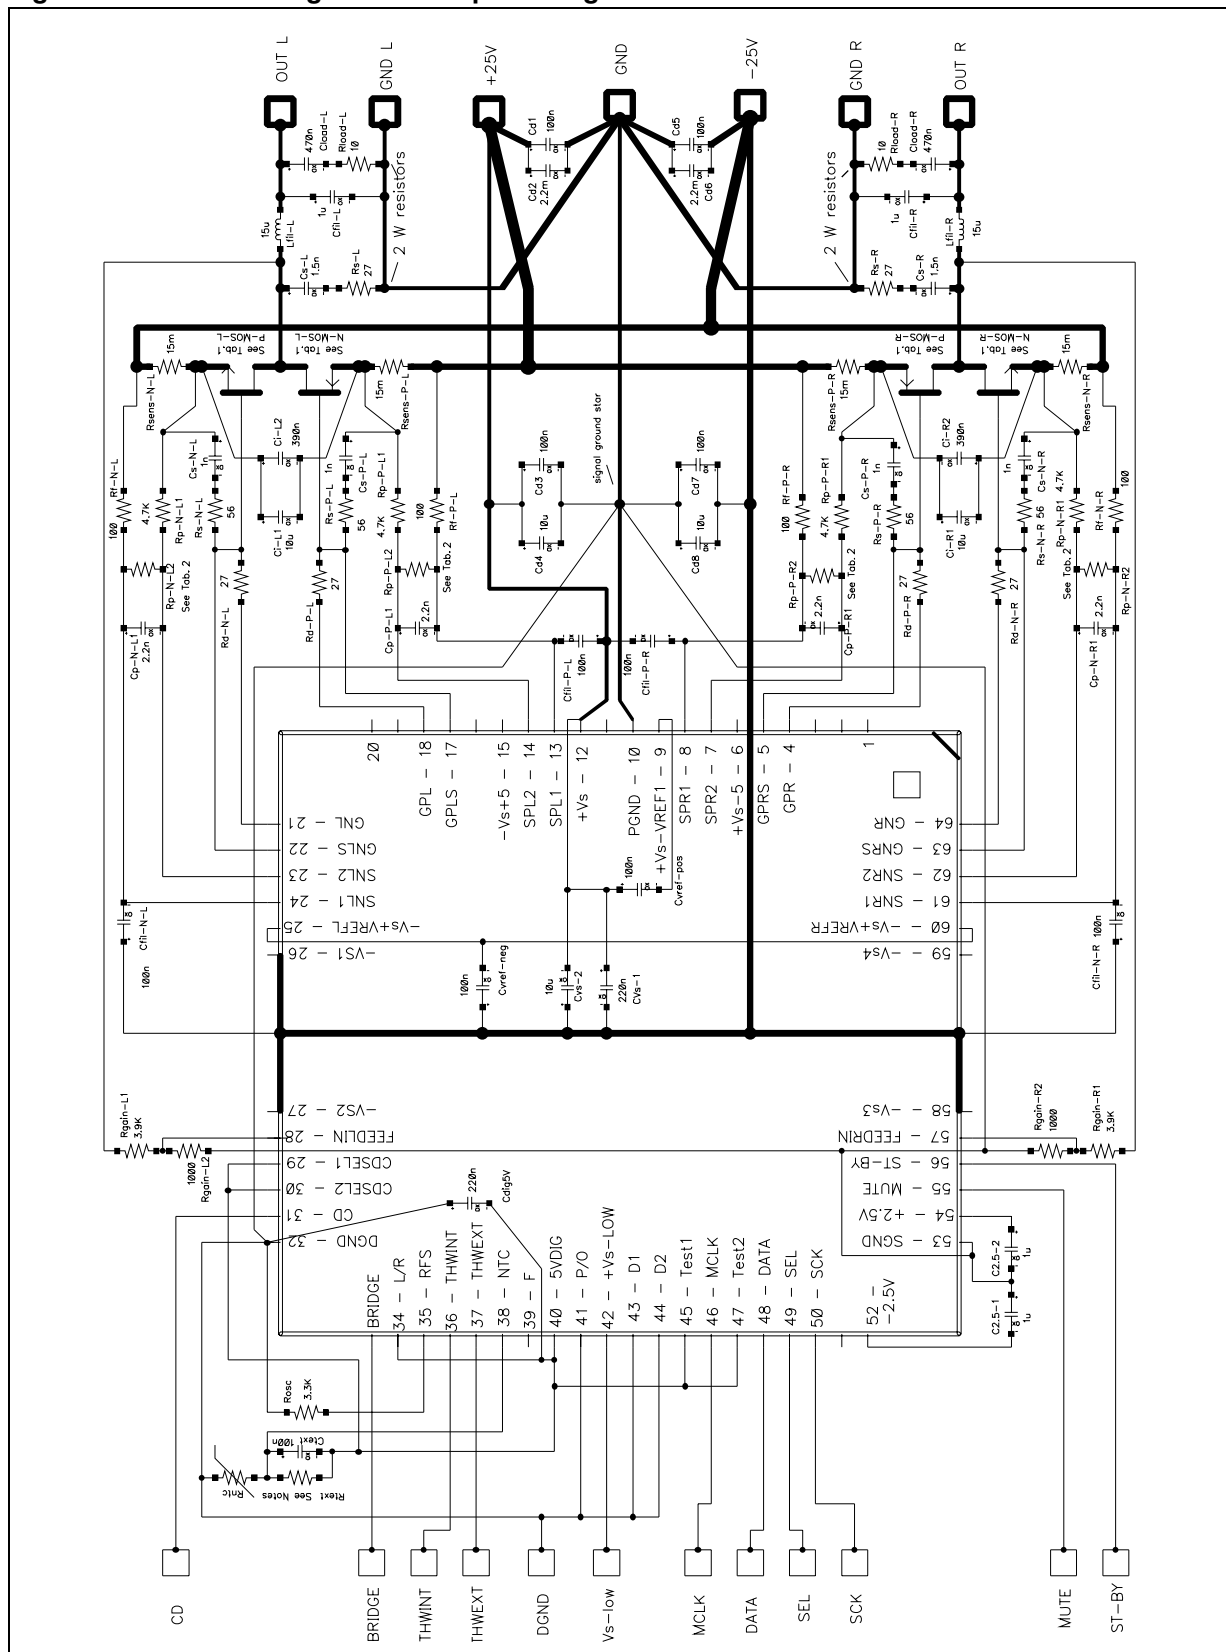 OUT L
GND L
+25V
GND
-25V
GND R
OUT R
470n
Cload-L
Rload-L
10
1u
Cfil-L
15u
Lfil-L
Cs-L
1.5n
Rs-L
27
2 W resistors
Cd1
100n
Cd2
2.2m
Cd5
100n
2.2m
Cd6
2 W resistors
10
Rload-R
Cload-R
470n
1u
Cfil-R
Lfil-R
15u
Rs-R
27
Cs-R
1.5n
15m
Rsens-N-L
See Tab.1
P-MOS-L
N-MOS-L
See Tab.1
15m
Rsens-P-L
15m
Rsens-P-R
See Tab.1
P-MOS-R
N-MOS-R
See Tab.1
15m
Rsens-N-R
Rf-N-L
100
4.7K
Rp-N-L1
Cs-N-L
1n
Rs-N-L
56
Ci-L2
390n
Ci-L1
10u
1n
Cs-P-L
Rs-P-L
56
Rp-P-L1
4.7K
100
Rf-P-L
100n
Cd3
10u
Cd4
signal ground star
100n
Cd7
10u
Cd8
Rf-P-R
100
Rp-P-R1
4.7K
Cs-P-R
1n
Rs-P-R
56
Ci-R2
390n
Ci-R1
10u
1n
Cs-N-R
Rs-N-R
56
4.7K
Rp-N-R1
100
Rf-N-R
Rp-N-L2
See Tab.2
Cp-N-L1
2.2n
Rd-N-L
27
Rd-P-L
27
Rp-P-L2
See Tab.2
Cp-P-L1
2.2n
Cfil-P-L
100n
100n
Cfil-P-R
Rp-P-R2
See Tab.2
2.2n
Cp-P-R1
27
Rd-P-R
27
Rd-N-R
See Tab.2
Rp-N-R2
2.2n
Cp-N-R1
20
GPL - 18
GPLS - 17
-Vs+5 - 15
SPL2 - 14
SPL1 - 13
+Vs - 12
PGND - 10
+Vs-VREF1 - 9
SPR1 - 8
SPR2 - 7
+Vs-5 - 6
GPRS - 5
GPR - 4
1
21 - GNL
22 - GNLS
23 - SNL2
24 - SNL1
25 - -Vs+VREFL
26 - -VS1
27 - -VS2
28 - FEEDLIN
29 - CDSEL1
30 - CDSEL2
31 - CD
32 - DGND
64 - GNR
63 - GNRS
62 - SNR2
61 - SNR1
60 - -Vs+VREFR
59 - -Vs4
58 - -Vs3
57 - FEEDRIN
56 - ST-BY
55 - MUTE
54 - +2.5V
53 - SGND
Cfil-N-L
100n
100n
Cvref-pos
100n
Cvref-neg
10u
Cvs-2
220n
CVs-1
Cfil-N-R
100n
Rgain-L1
3.9K
1000
Rgain-L2
Rgain-R2
1000
Rgain-R1
3.9K
220n
Cdig5V
C2.5-2
1u
C2.5-1
1u
BRIDGE
34 - L/R
35 - RFS
36 - THWINT
37 - THWEXT
38 - NTC
39 - F
40 - 5VDIG
41 - P/O
42 - +Vs-LOW
43 - D1
44 - D2
45 - Test1
46 - MCLK
47 - Test2
48 - DATA
49 - SEL
50 - SCK
52 -
-2.5V
Rosc
3.3K
Ctext
100n
Rntc
Rtext See Notes
CD
BRIDGE
THWINT
THWEXT
DGND
Vs-low
MCLK
DATA
SEL
SCK
MUTE
ST-BY